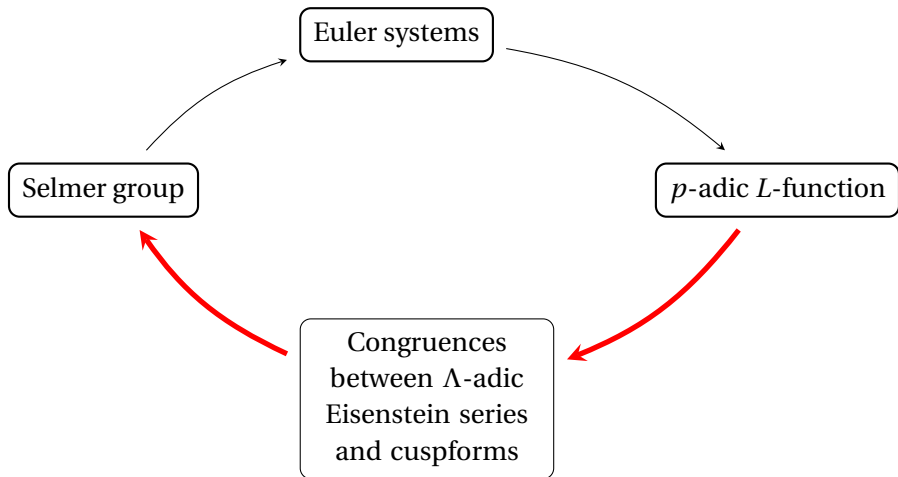 Euler systems
Selmer group
p-adic L-function
Congruences
between Λ-adic
Eisenstein series
and cuspforms